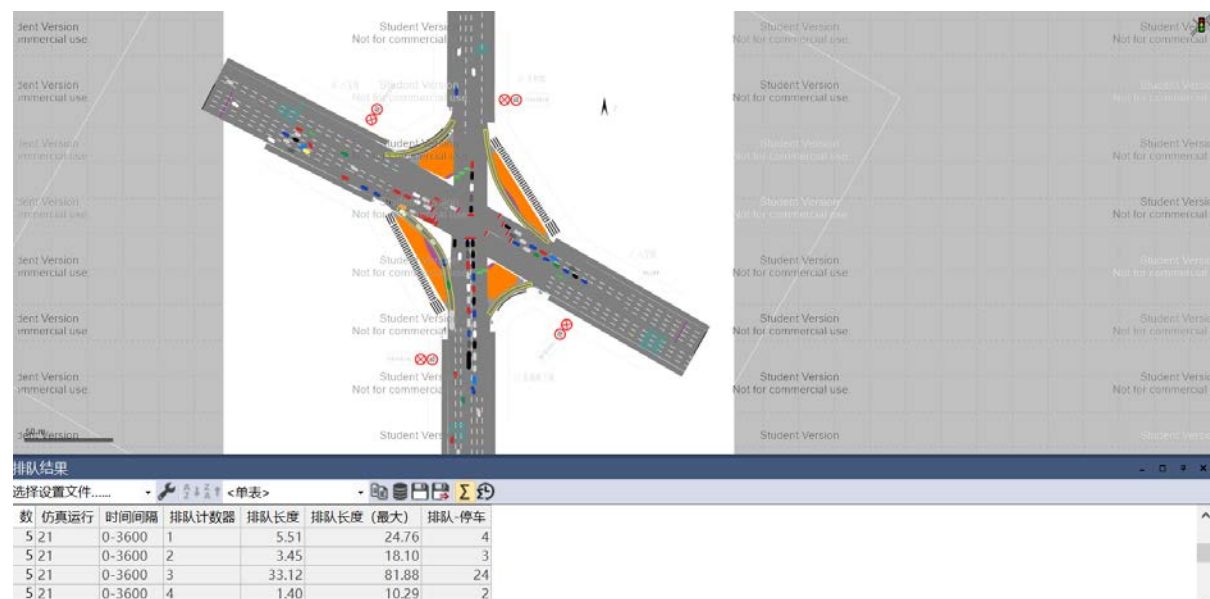 Student Version
Not for commercial use.
50 m
排队结果
选择设置文件...... <单表>
数 仿真运行 时间间隔 排队计数器 排队长度 排队长度（最大） 排队-停车
5 21 0-3600 1 5.51 24.76 4
5 21 0-3600 2 3.45 18.10 3
5 21 0-3600 3 33.12 81.88 24
5 21 0-3600 4 1.40 10.29 2